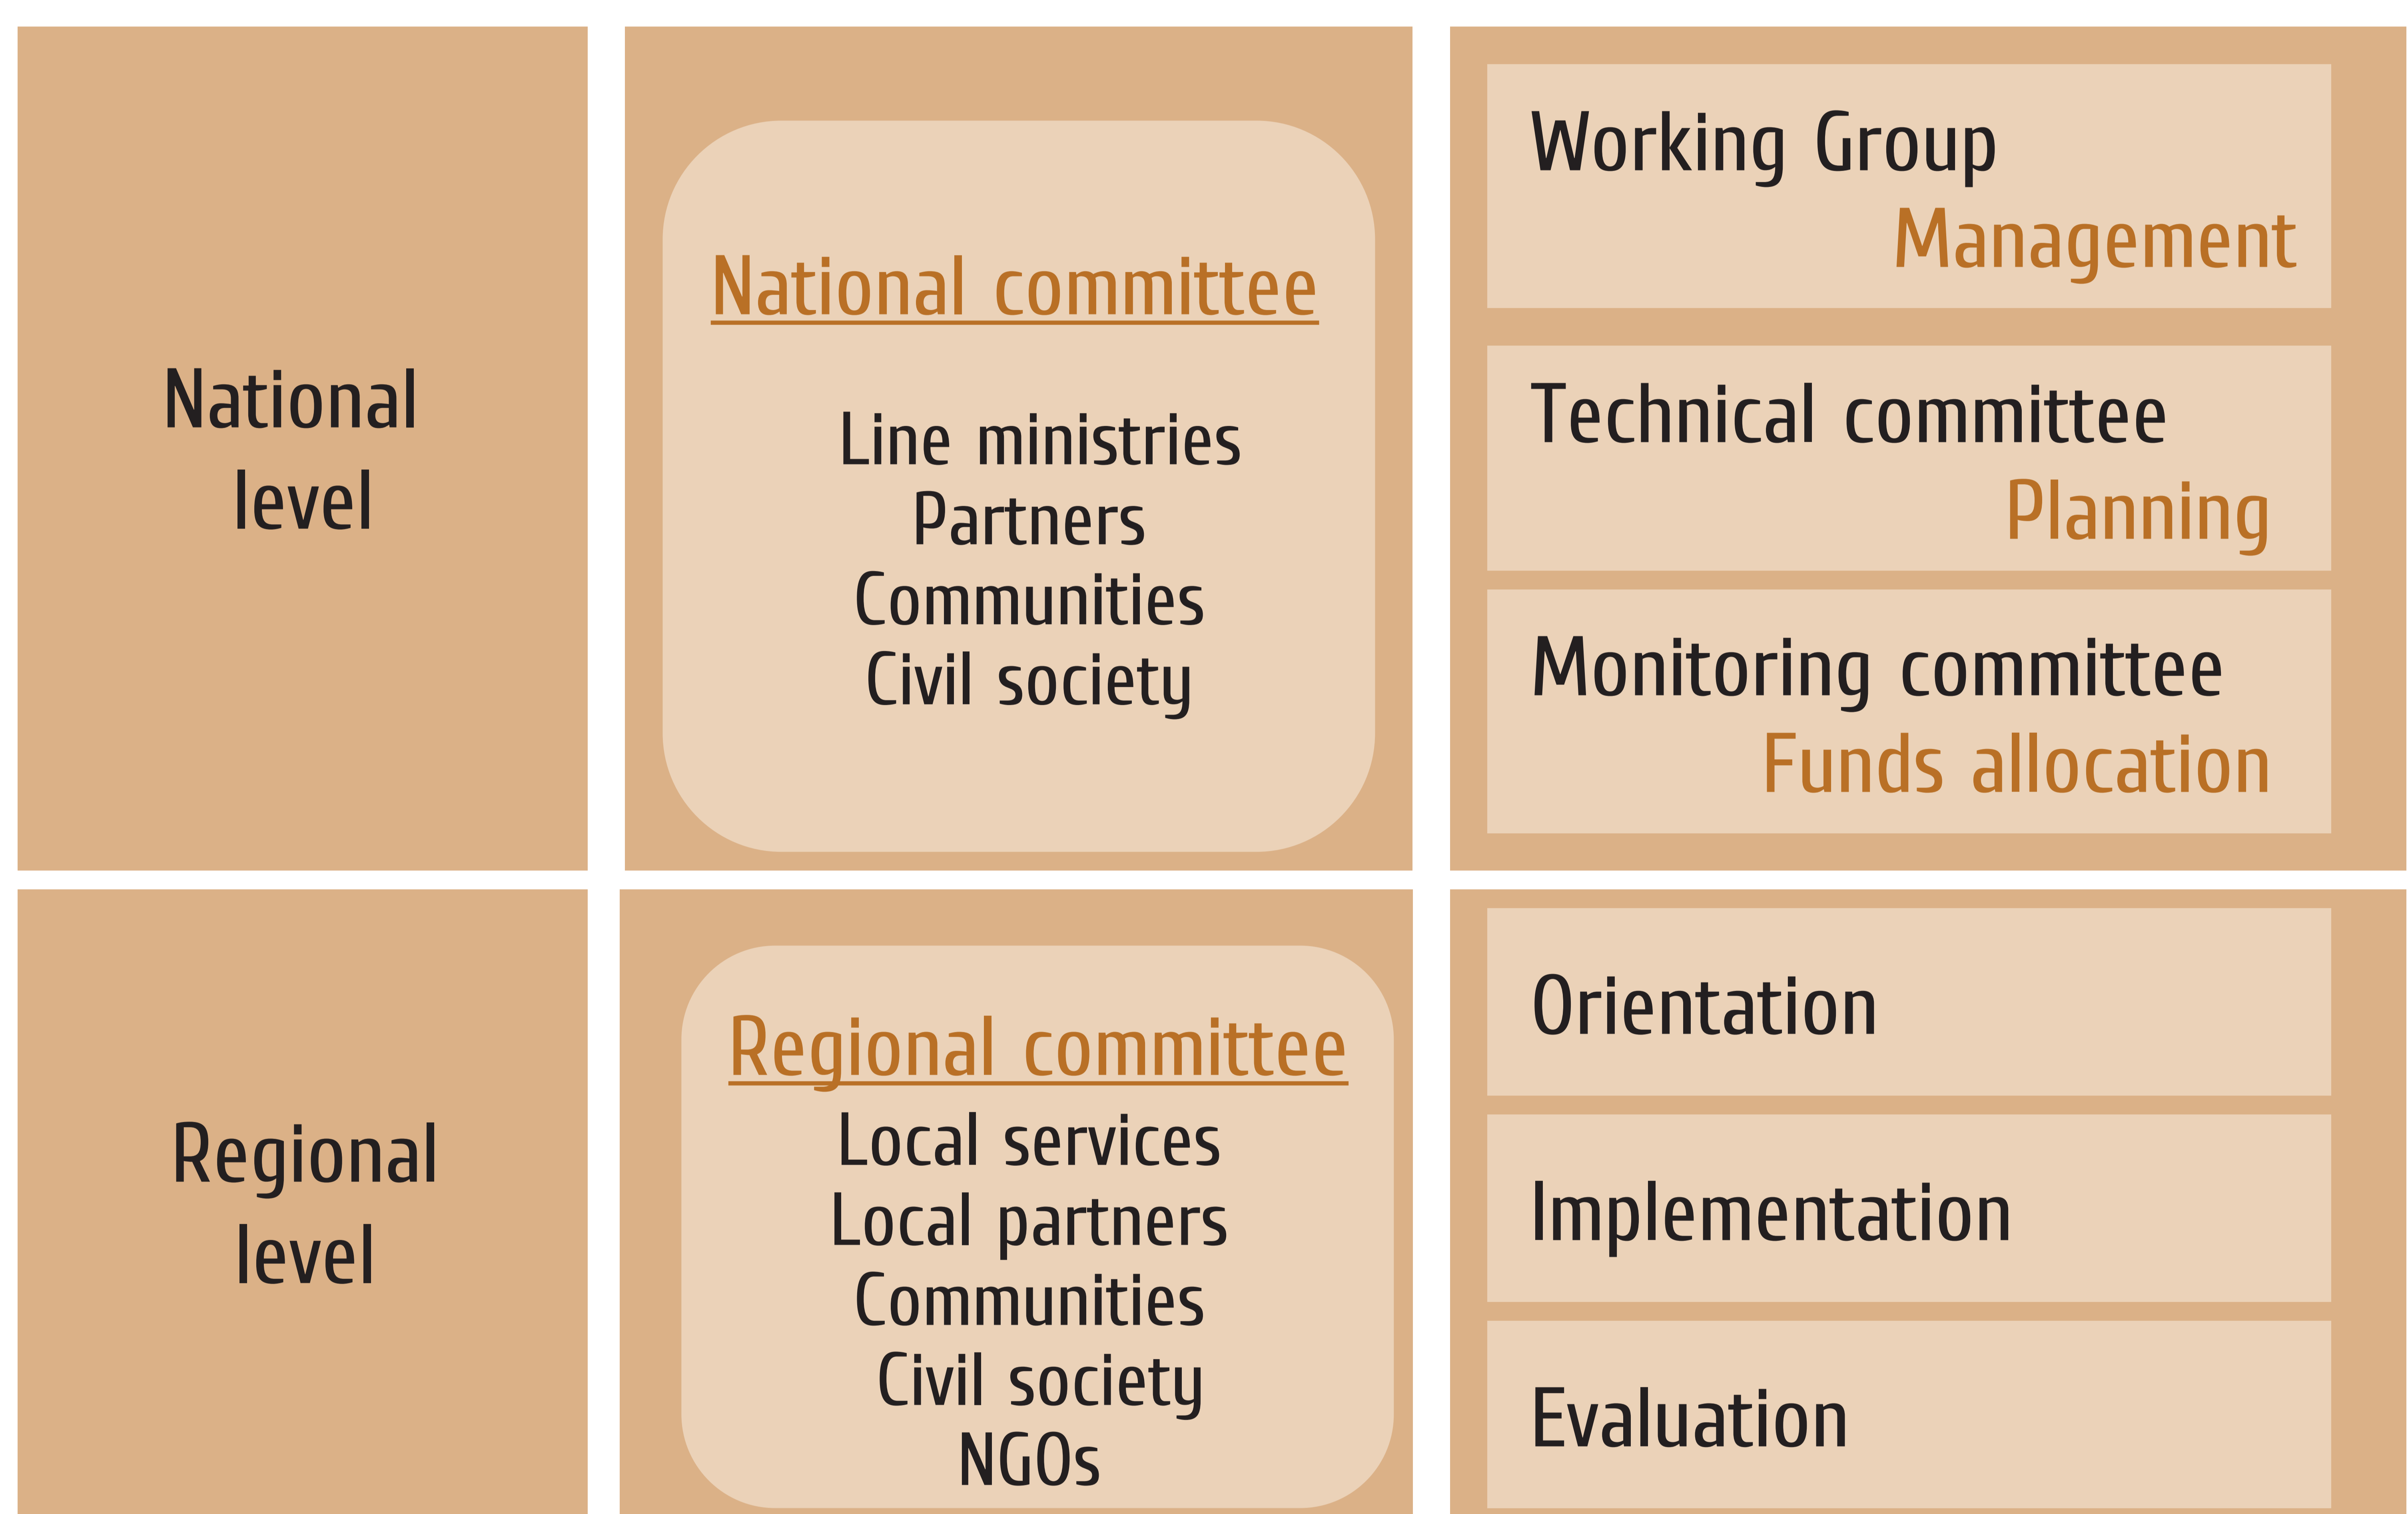 National
level
National committee
Line ministries
Partners
Communities
Civil society
Working Group
Management
Technical committee
Planning
Monitoring committee
Funds allocation
Regional
level
Regional committee
Local services
Local partners
Communities
Civil society
NGOs
Orientation
Implementation
Evaluation